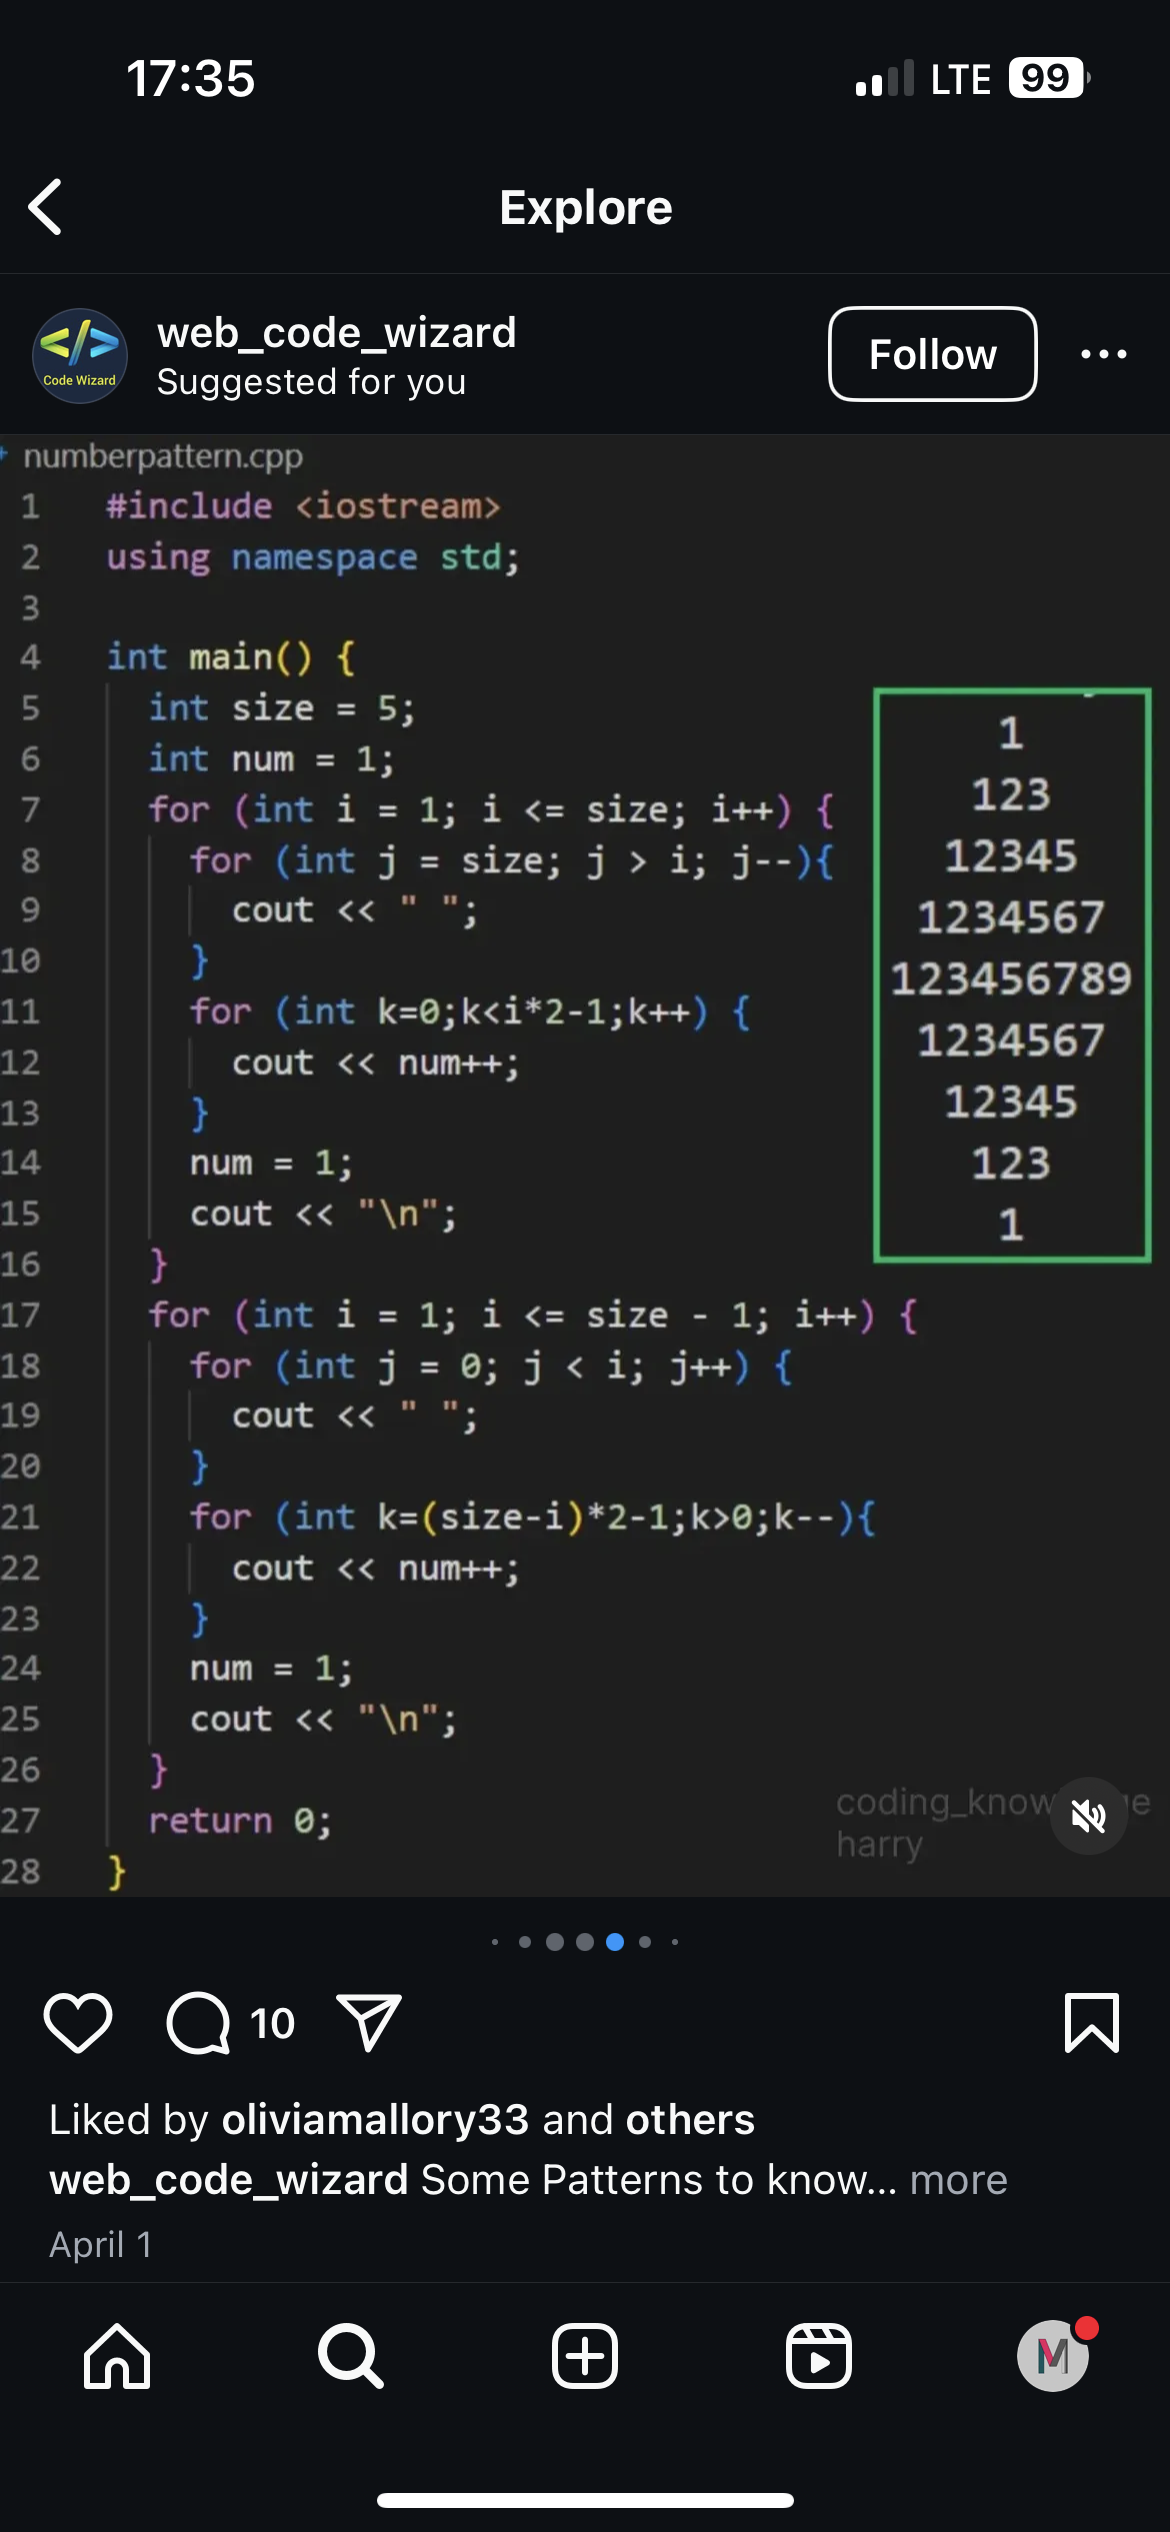 17:35
LTE 99
Explore
Code Wizard
web_code_wizard
Suggested for you
Follow
numberpattern.cpp
1 #include <iostream>
2 using namespace std;
3
4 int main() {
5 int size = 5;
6 int num = 1;
7 for (int i = 1; i <= size; i++) {
8 for (int j = size; j > i; j--){
9 cout << " ";
10 }
11 for (int k=0;k<i*2-1;k++) {
12 cout << num++;
13 }
14 num = 1;
15 cout << "\n";
16 }
17 for (int i = 1; i <= size - 1; i++) {
18 for (int j = 0; j < i; j++) {
19 cout << " ";
20 }
21 for (int k=(size-i)*2-1;k>0;k--){
22 cout << num++;
23 }
24 num = 1;
25 cout << "\n";
26 }
27 return 0;
28 }
1
123
12345
1234567
123456789
1234567
12345
123
1
harry
10
Liked by oliviamallory33 and others
web_code_wizard Some Patterns to know... more
April 1
M